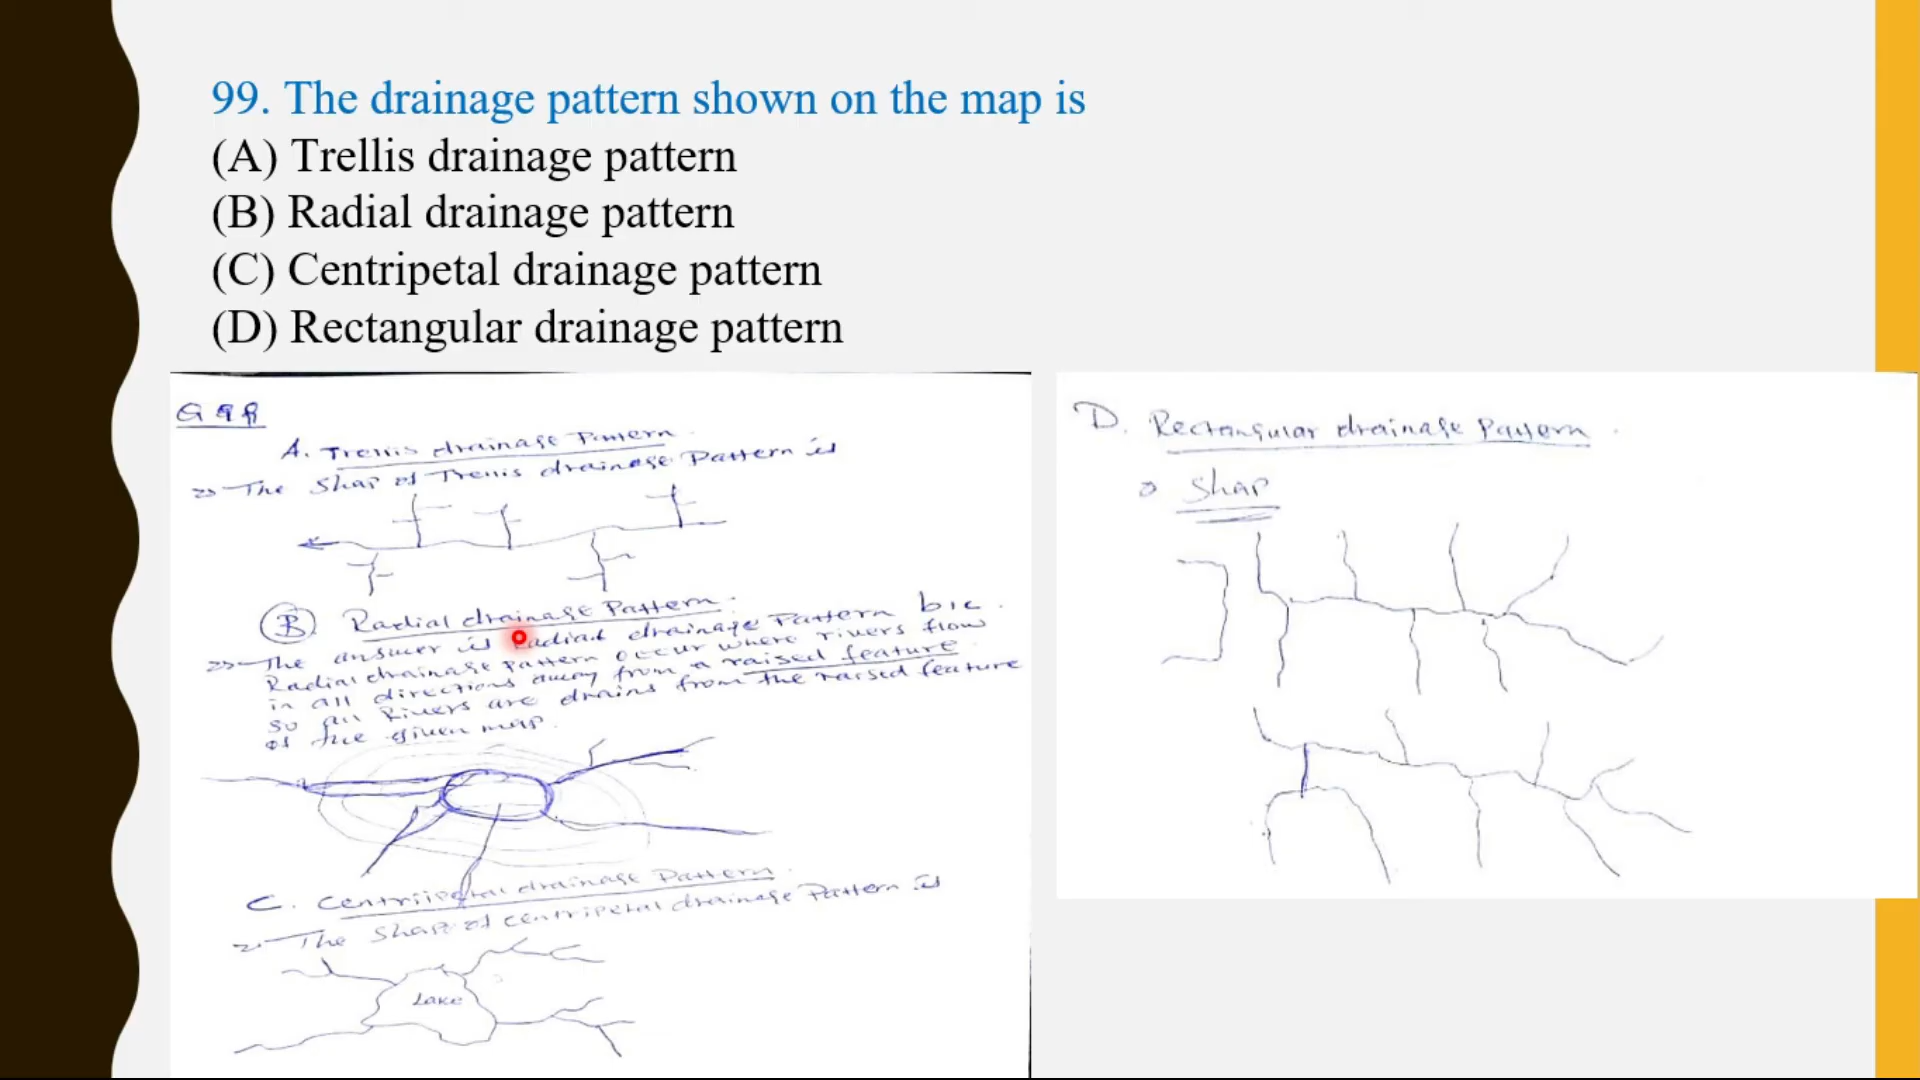 99. The drainage pattern shown on the map is
(A) Trellis drainage pattern
(B) Radial drainage pattern
(C) Centripetal drainage pattern
(D) Rectangular drainage pattern
A. Trellis drainage Pattern.
The Shap of Trellis drainage Pattern is
(B) Radial drainage Pattern.
The answer is Radial drainage Pattern b/c
Radial drainage pattern occur where rivers flow
in all directions away from a raised feature.
so all Rivers are drains from the raised feature
of the given map.
C. Centriipetal drainage Pattern.
The Shap of centripetal drainage Pattern is
Lake
D. Rectangular drainage Pattern.
Shap